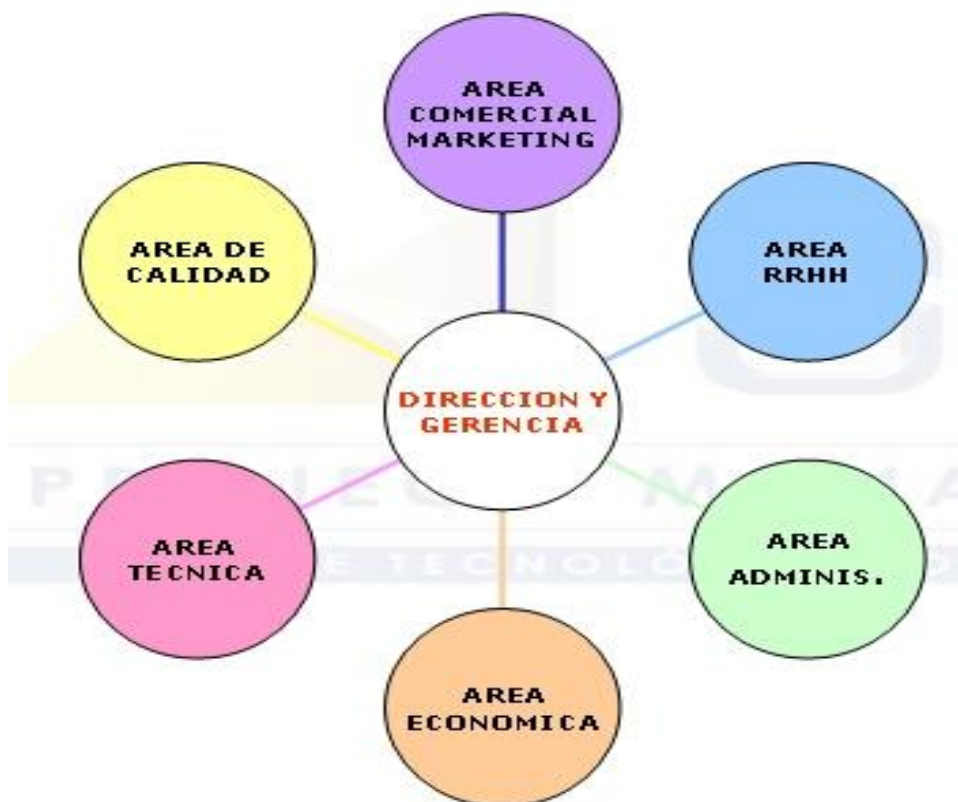 AREA
COMERCIAL
MARKETING
AREA DE
CALIDAD
AREA
RRHH
DIRECCION Y
GERENCIA
AREA
TECNICA
AREA
ADMINIS.
AREA
ECONOMICA